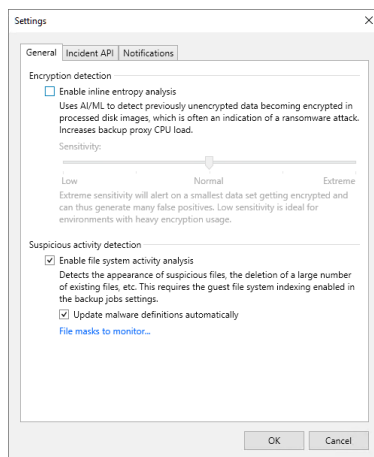 Settings
General Incident API Notifications
Encryption detection
Enable inline entropy analysis
Uses AI/ML to detect previously unencrypted data becoming encrypted in
processed disk images, which is often an indication of a ransomware attack.
Increases backup proxy CPU load.
Sensitivity:
Low Normal Extreme
Extreme sensitivity will alert on a smallest data set getting encrypted and
can thus generate many false positives. Low sensitivity is ideal for
environments with heavy encryption usage.
Suspicious activity detection
Enable file system activity analysis
Detects the appearance of suspicious files, the deletion of a large number
of existing files, etc. This requires the guest file system indexing enabled in
the backup jobs settings.
Update malware definitions automatically
File masks to monitor...
OK Cancel